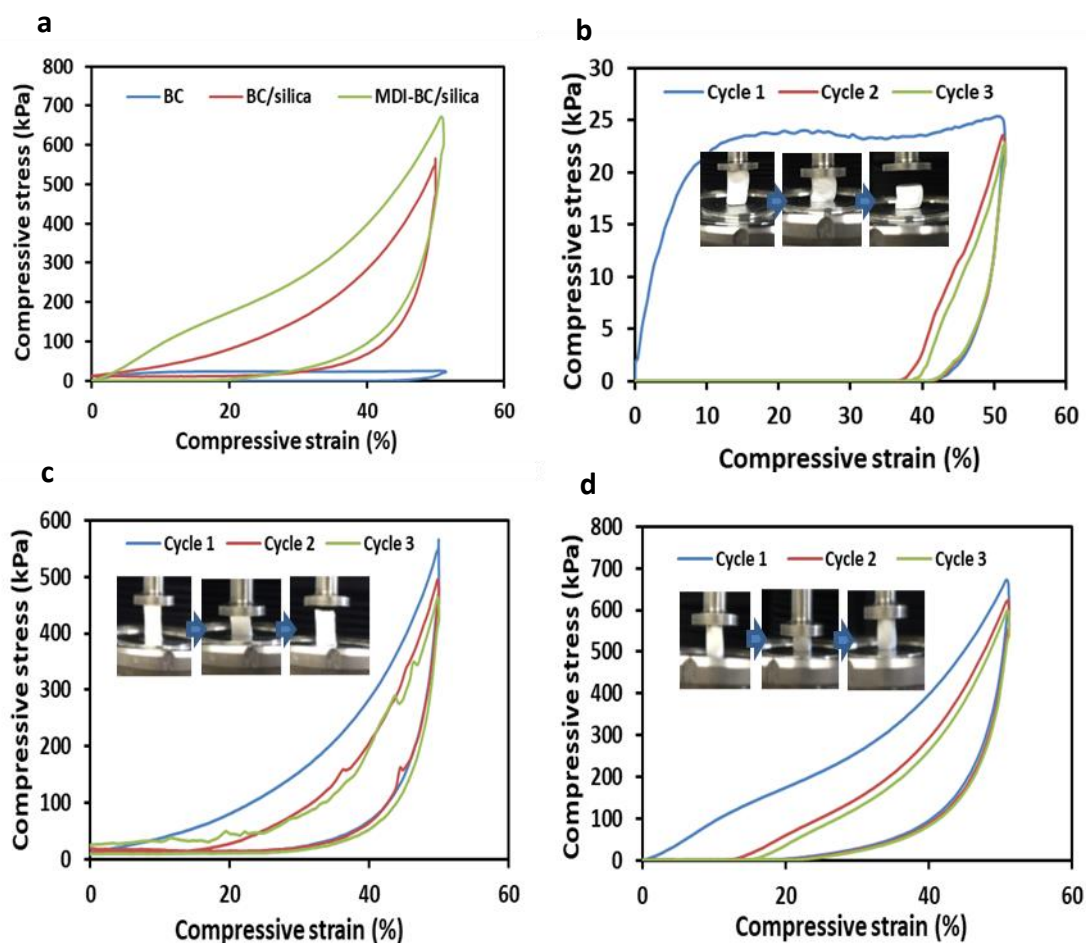 a
800
700
600
500
400
300
200
100
0
BC BC/silica MDI-BC/silica
Compressive stress (kPa)
0 20 40 60
Compressive strain (%)
b
30
25
20
15
10
5
0
Cycle 1 Cycle 2 Cycle 3
Compressive stress (kPa)
0 10 20 30 40 50 60
Compressive strain (%)
c
600
500
400
300
200
100
0
Cycle 1 Cycle 2 Cycle 3
Compressive stress (kPa)
0 20 40 60
Compressive strain (%)
d
800
700
600
500
400
300
200
100
0
Cycle 1 Cycle 2 Cycle 3
Compressive stress (kPa)
0 20 40 60
Compressive strain (%)